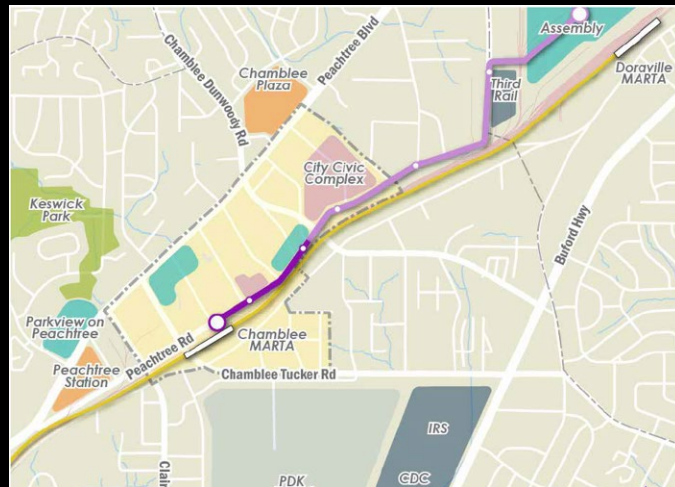 Assembly
Chamblee Dunwoody Rd
Peachtree Blvd
Chamblee
Plaza
Doraville
MARTA
Third
Rail
City Civic
Complex
Keswick
Park
Buford Hwy
Parkview on
Peachtree
Peachtree Rd
Chamblee
MARTA
Peachtree
Station
Chamblee Tucker Rd
IRS
Clair
PDK
CDC